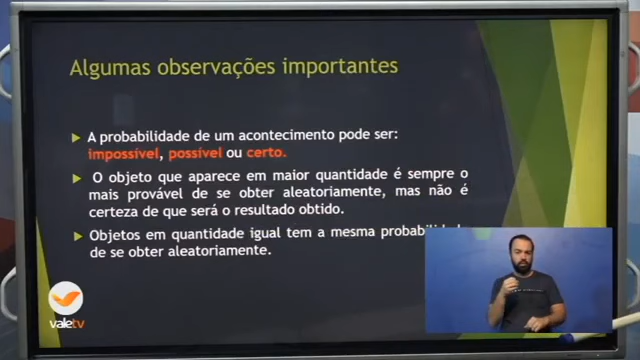 Algumas observações importantes
A probabilidade de um acontecimento pode ser:
impossível, possível ou certo.
O objeto que aparece em maior quantidade é sempre o
mais provável de se obter aleatoriamente, mas não é
certeza de que será o resultado obtido.
Objetos em quantidade igual tem a mesma
de se obter aleatoriamente.
valetv